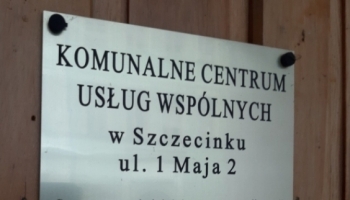 KOMUNALNE CENTRUM
USŁUG WSPÓLNYCH
w Szczecinku
ul. 1 Maja 2